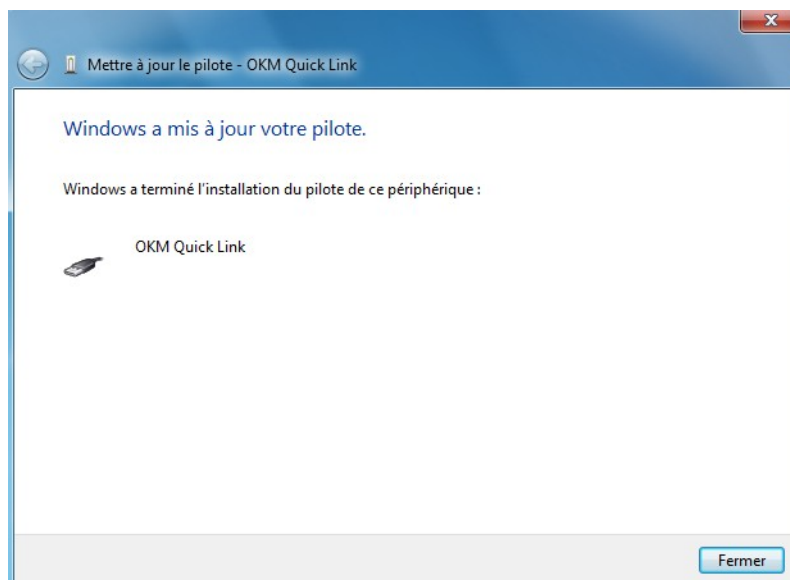 Mettre à jour le pilote - OKM Quick Link
Windows a mis à jour votre pilote.
Windows a terminé l'installation du pilote de ce périphérique :
OKM Quick Link
Fermer